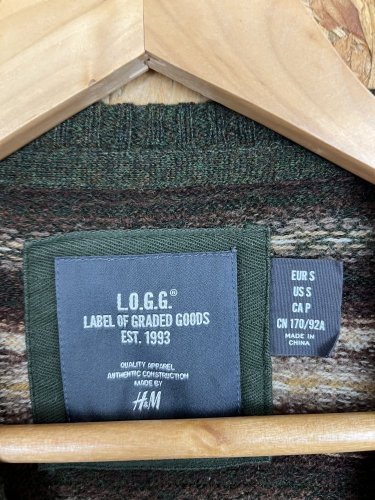 L.O.G.G.®
LABEL OF GRADED GOODS
EST. 1993
QUALITY APPAREL
AUTHENTIC CONSTRUCTION
MADE BY
H&M
EUR S
US S
CA P
CN 170/92A
MADE IN
CHINA